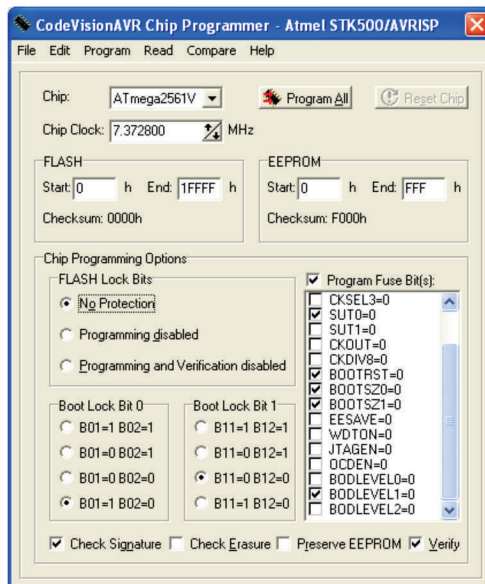 CodeVisionAVR Chip Programmer - Atmel STK500/AVRISP
File Edit Program Read Compare Help
Chip: ATmega2561V Program All Reset Chip
Chip Clock: 7.372800 MHz
FLASH
Start: 0 h End: 1FFFF h
Checksum: 0000h
EEPROM
Start: 0 h End: FFF h
Checksum: F000h
Chip Programming Options
FLASH Lock Bits
No Protection
Programming disabled
Programming and Verification disabled
Boot Lock Bit 0
B01=1 B02=1
B01=0 B02=1
B01=0 B02=0
B01=1 B02=0
Boot Lock Bit 1
B11=1 B12=1
B11=0 B12=1
B11=0 B12=0
B11=1 B12=0
Program Fuse Bit(s):
CKSEL3=0
SUT0=0
SUT1=0
CKOUT=0
CKDIV8=0
BOOTRST=0
BOOTSZ0=0
BOOTSZ1=0
EESAVE=0
WDTON=0
JTAGEN=0
OCDEN=0
BODLEVEL0=0
BODLEVEL1=0
BODLEVEL2=0
Check Signature Check Erasure Preserve EEPROM Verify